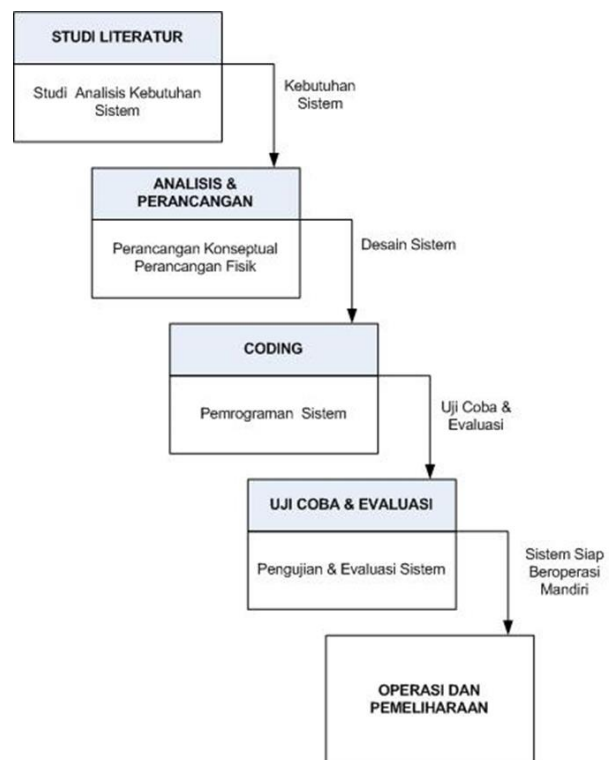 STUDI LITERATUR
Studi Analisis Kebutuhan
Sistem
Kebutuhan
Sistem
ANALISIS &
PERANCANGAN
Perancangan Konseptual
Perancangan Fisik
Desain Sistem
CODING
Pemrograman Sistem
Uji Coba &
Evaluasi
UJI COBA & EVALUASI
Pengujian & Evaluasi Sistem
Sistem Siap
Beroperasi
Mandiri
OPERASI DAN
PEMELIHARAAN